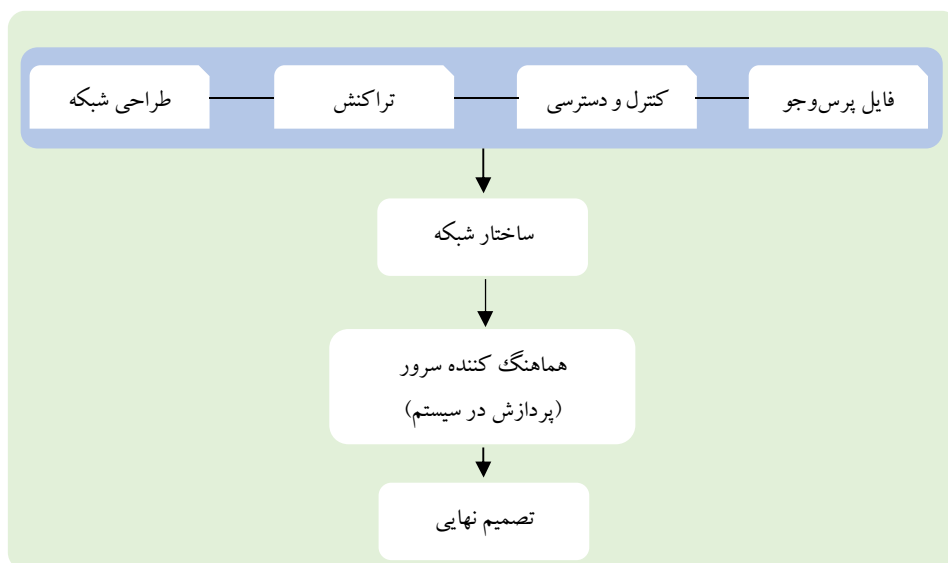 فایل پرس‌وجو
کنترل و دسترسی
تراکنش
طراحی شبکه
ساختار شبکه
هماهنگ کننده سرور
(پردازش در سیستم)
تصمیم نهایی